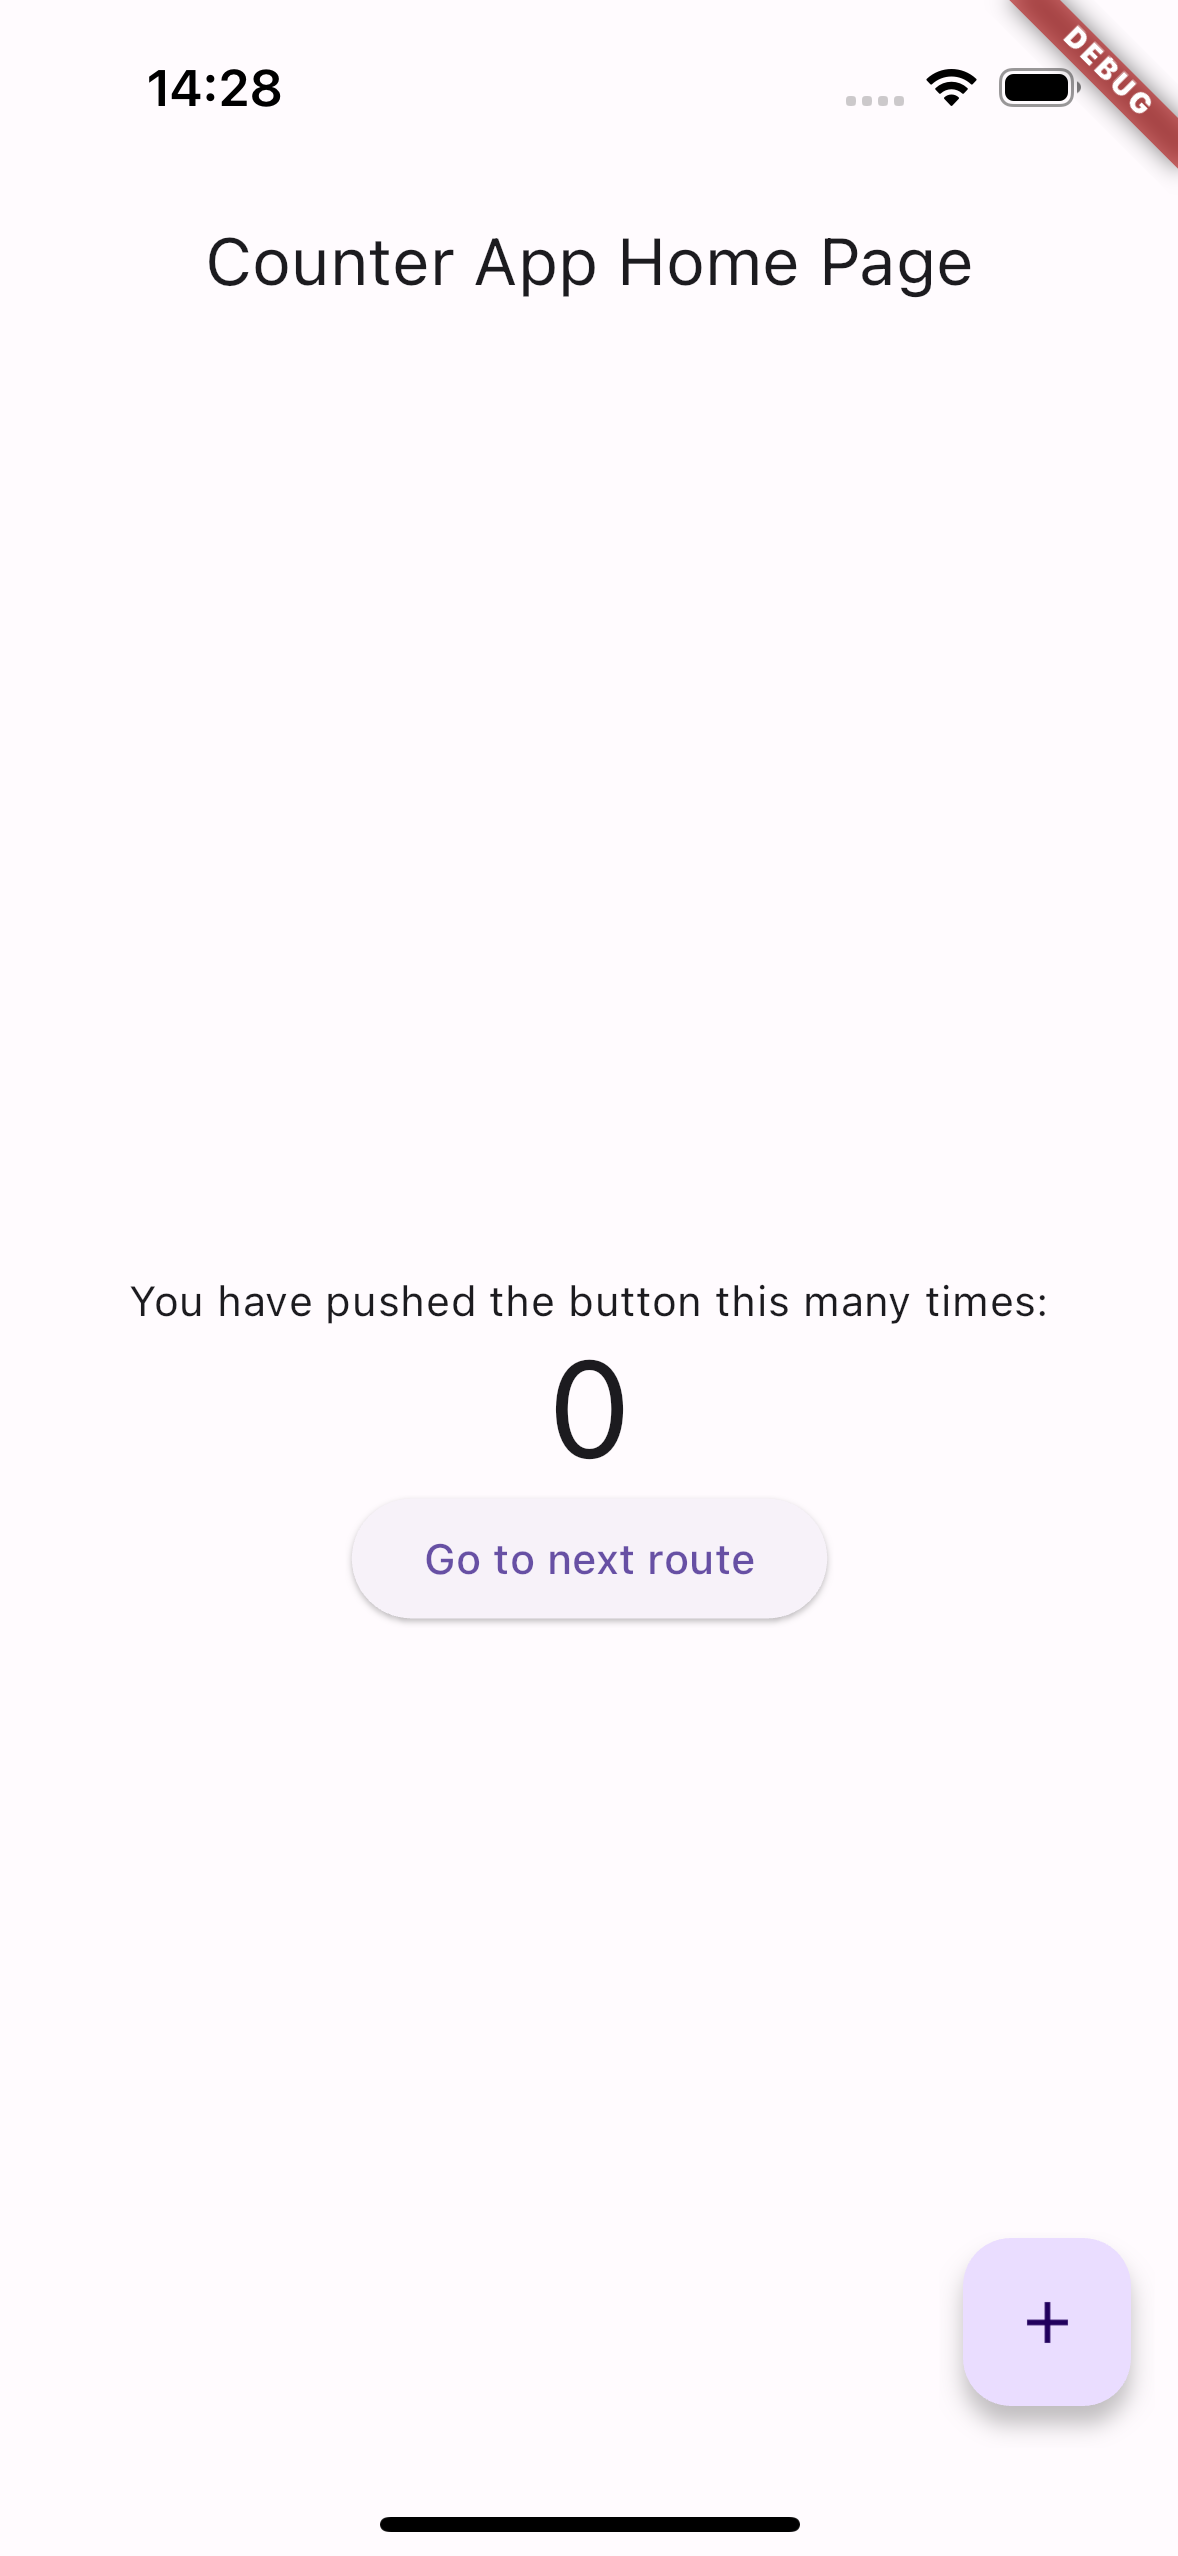 14:28
DEBUG
Counter App Home Page
You have pushed the button this many times:
0
Go to next route
+